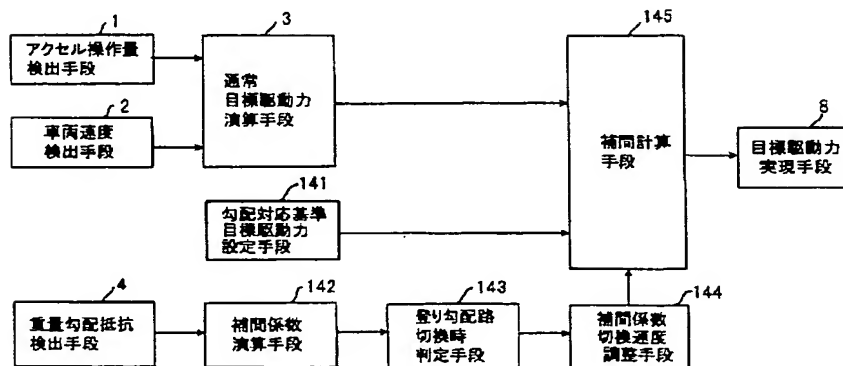 1
アクセル操作量
検出手段
2
車両速度
検出手段
3
通常
目標駆動力
演算手段
141
勾配対応基準
目標駆動力
設定手段
4
重量勾配抵抗
検出手段
142
補間係数
演算手段
143
登り勾配路
切換時
判定手段
144
補間係数
切換速度
調整手段
145
補間計算
手段
8
目標駆動力
実現手段